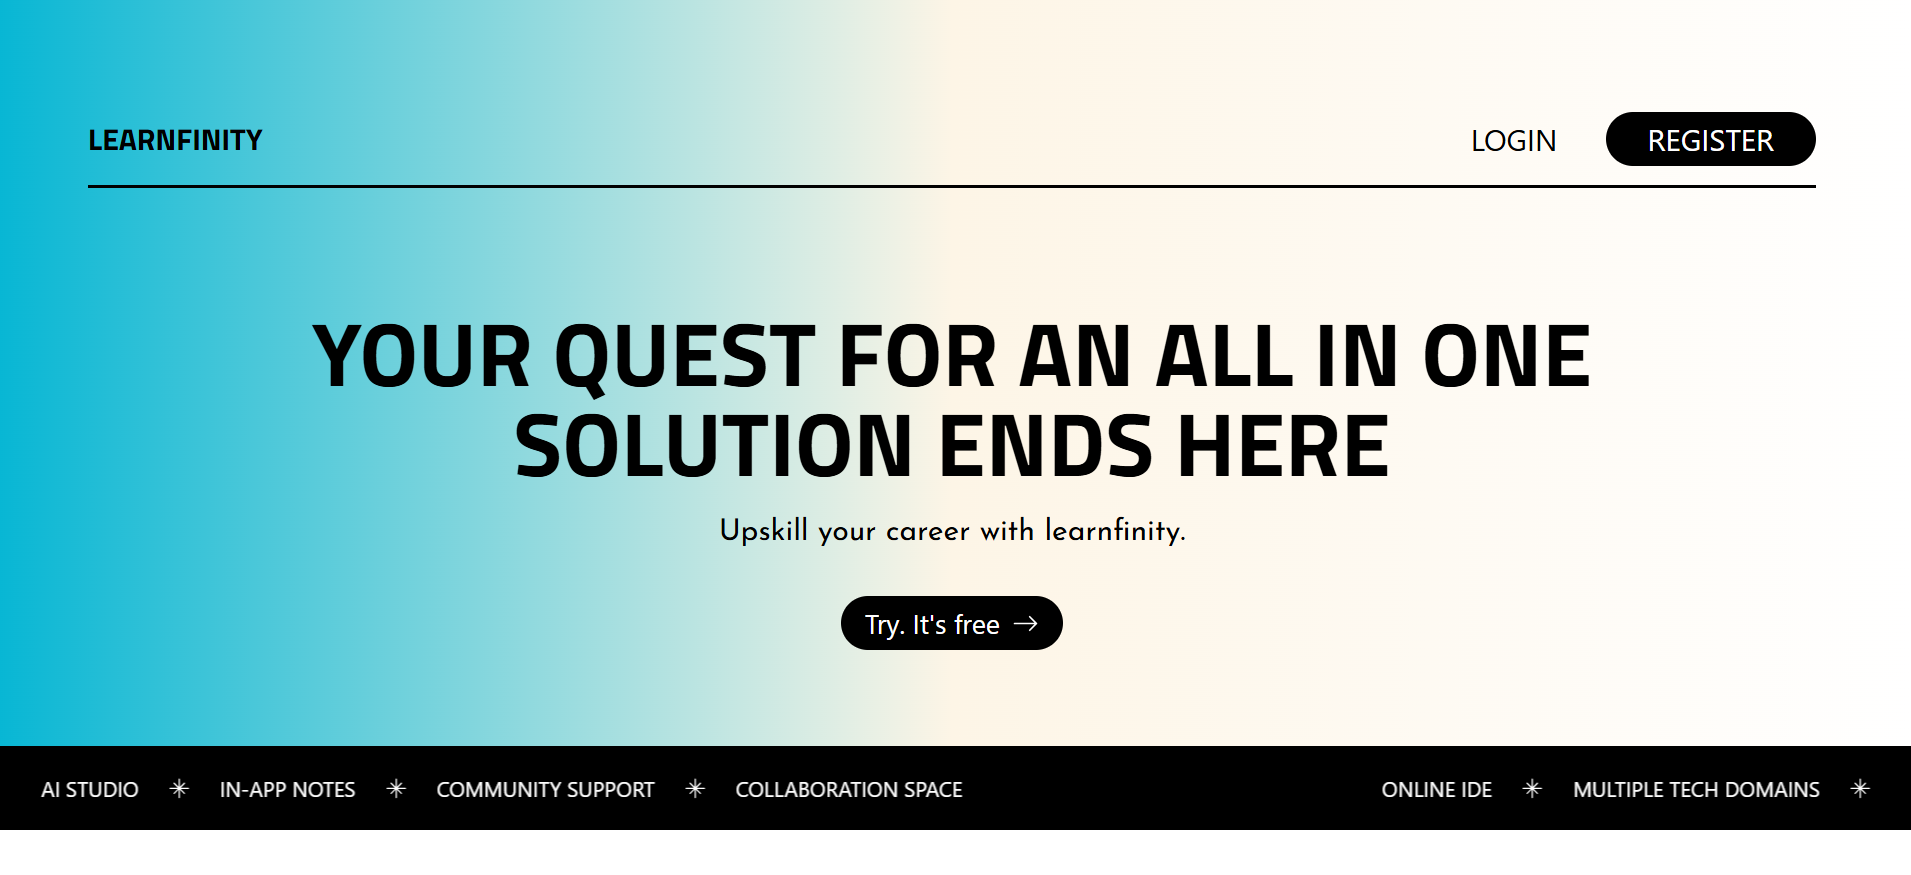 LEARNFINITY
LOGIN REGISTER
YOUR QUEST FOR AN ALL IN ONE
SOLUTION ENDS HERE
Upskill your career with learnfinity.
Try. It's free →
AI STUDIO ✳ IN-APP NOTES ✳ COMMUNITY SUPPORT ✳ COLLABORATION SPACE ONLINE IDE ✳ MULTIPLE TECH DOMAINS ✳